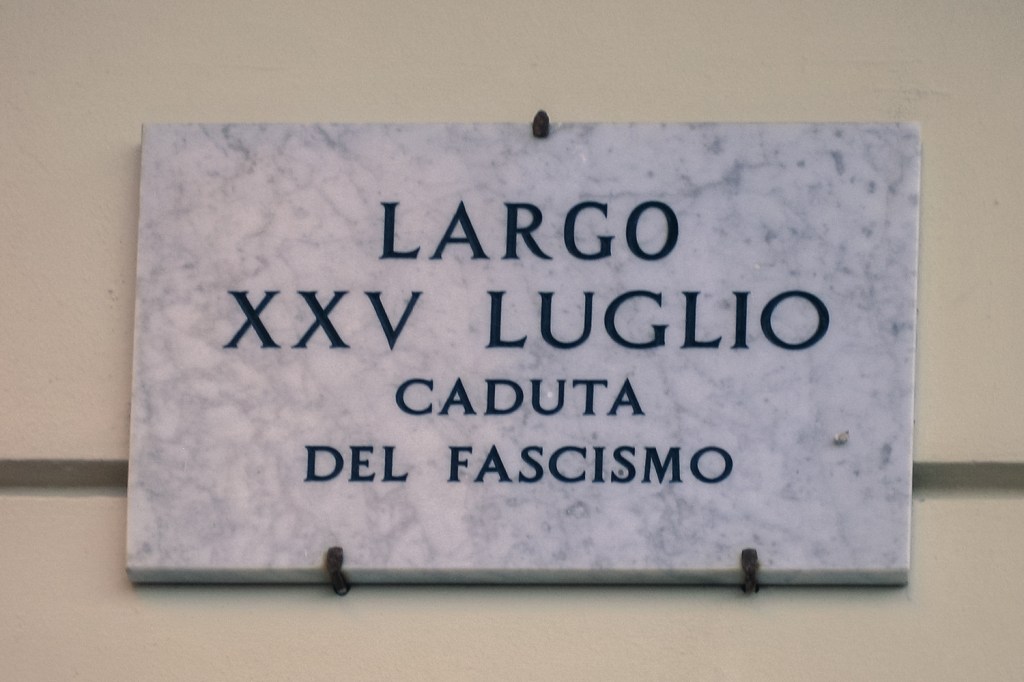 LARGO
XXV LUGLIO
CADUTA
DEL FASCISMO